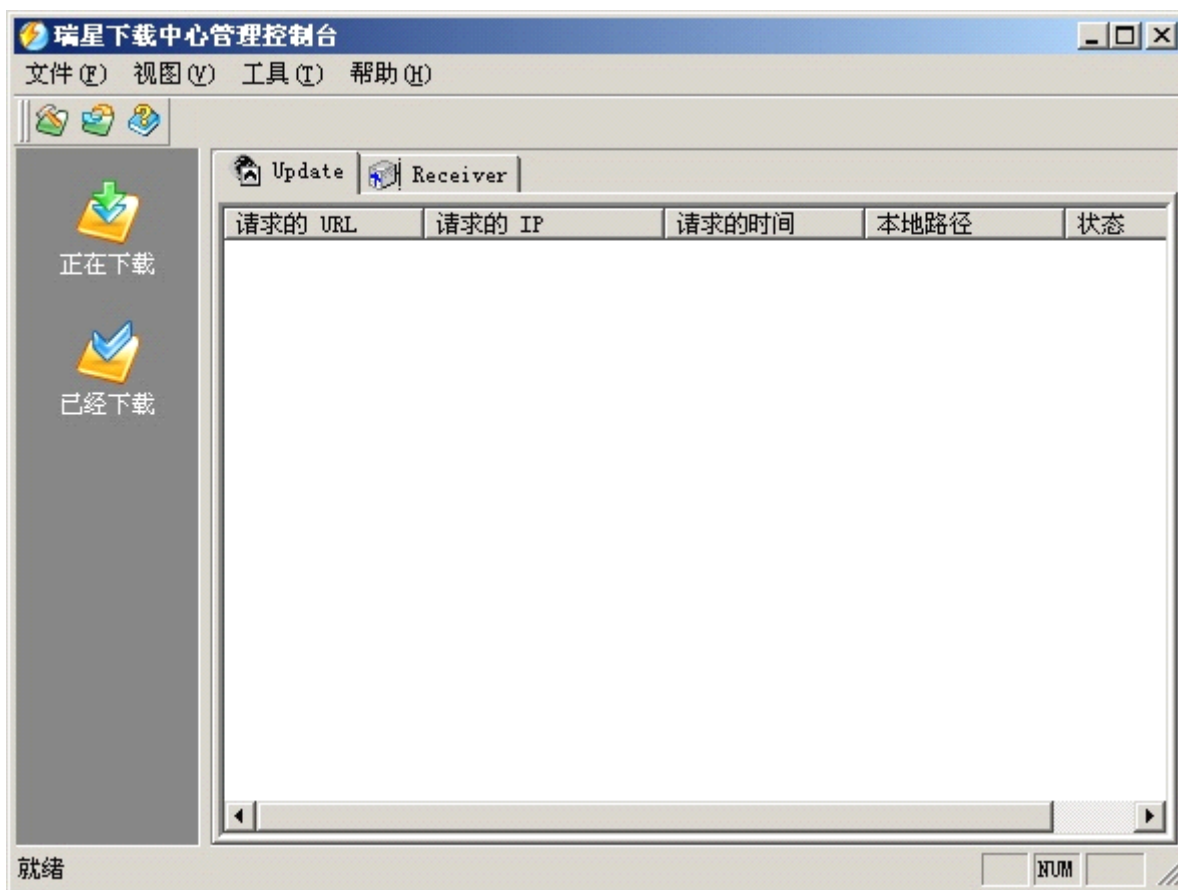 瑞星下载中心管理控制台
文件(F) 视图(V) 工具(T) 帮助(H)
Update Receiver
请求的 URL 请求的 IP 请求的时间 本地路径 状态
正在下载
已经下载
就绪 NUM